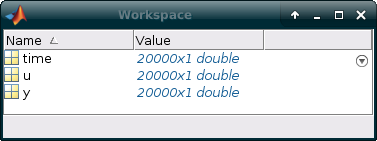 Workspace
Name Value
time 20000x1 double
u 20000x1 double
y 20000x1 double